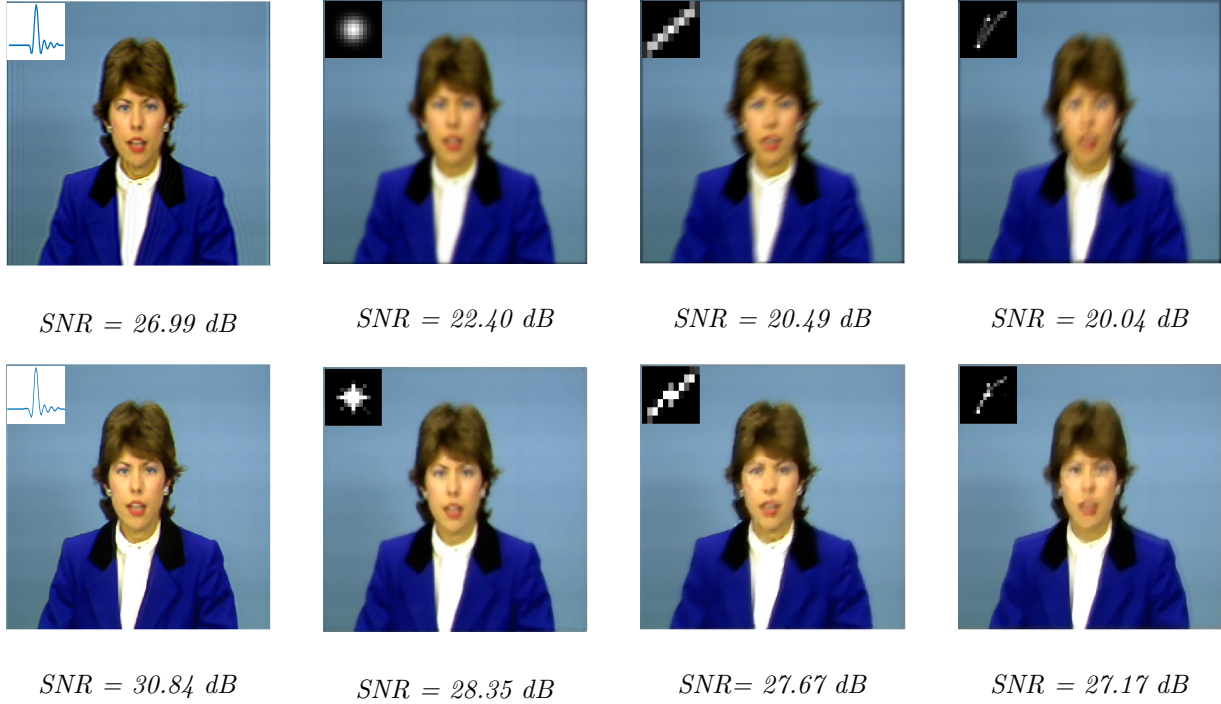 SNR = 26.99 dB
SNR = 22.40 dB
SNR = 20.49 dB
SNR = 20.04 dB
SNR = 30.84 dB
SNR = 28.35 dB
SNR= 27.67 dB
SNR = 27.17 dB